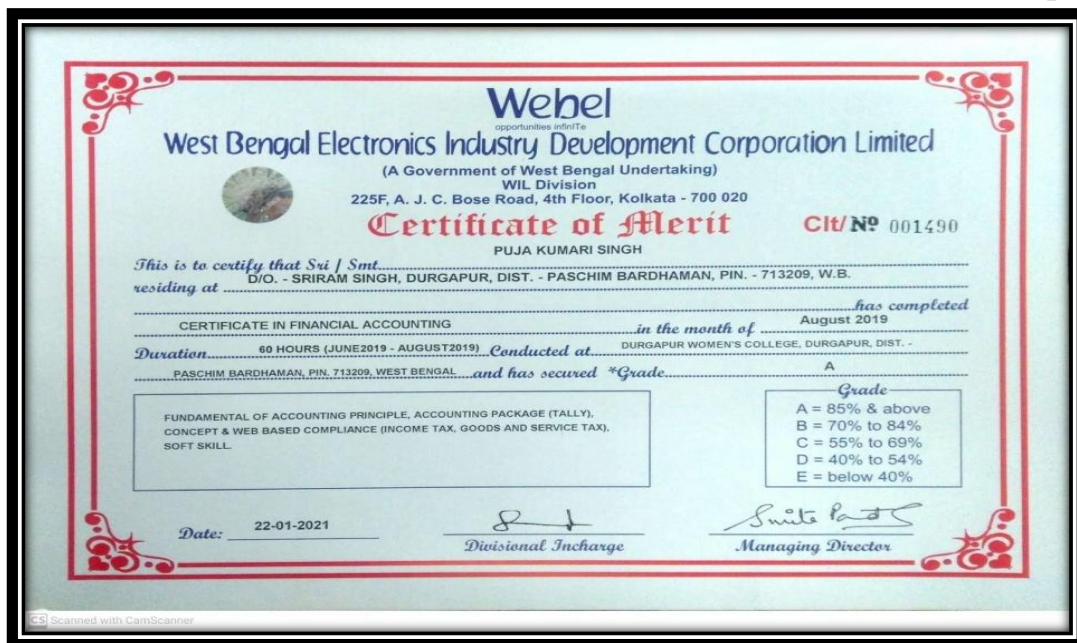 Webel
opportunities infinITe
West Bengal Electronics Industry Development Corporation Limited
(A Government of West Bengal Undertaking)
WIL Division
225F, A. J. C. Bose Road, 4th Floor, Kolkata - 700 020
Certificate of Merit
Clt/ Nº 001490
PUJA KUMARI SINGH
This is to certify that Sri / Smt
D/O. - SRIRAM SINGH, DURGAPUR, DIST. - PASCHIM BARDHAMAN, PIN. - 713209, W.B.
residing at
has completed
CERTIFICATE IN FINANCIAL ACCOUNTING in the month of August 2019
Duration 60 HOURS (JUNE2019 - AUGUST2019) Conducted at DURGAPUR WOMEN'S COLLEGE, DURGAPUR, DIST. -
PASCHIM BARDHAMAN, PIN. 713209, WEST BENGAL and has secured *Grade A
FUNDAMENTAL OF ACCOUNTING PRINCIPLE, ACCOUNTING PACKAGE (TALLY),
CONCEPT & WEB BASED COMPLIANCE (INCOME TAX, GOODS AND SERVICE TAX),
SOFT SKILL.
Grade
A = 85% & above
B = 70% to 84%
C = 55% to 69%
D = 40% to 54%
E = below 40%
Date: 22-01-2021
Divisional Incharge
Managing Director
CS Scanned with CamScanner